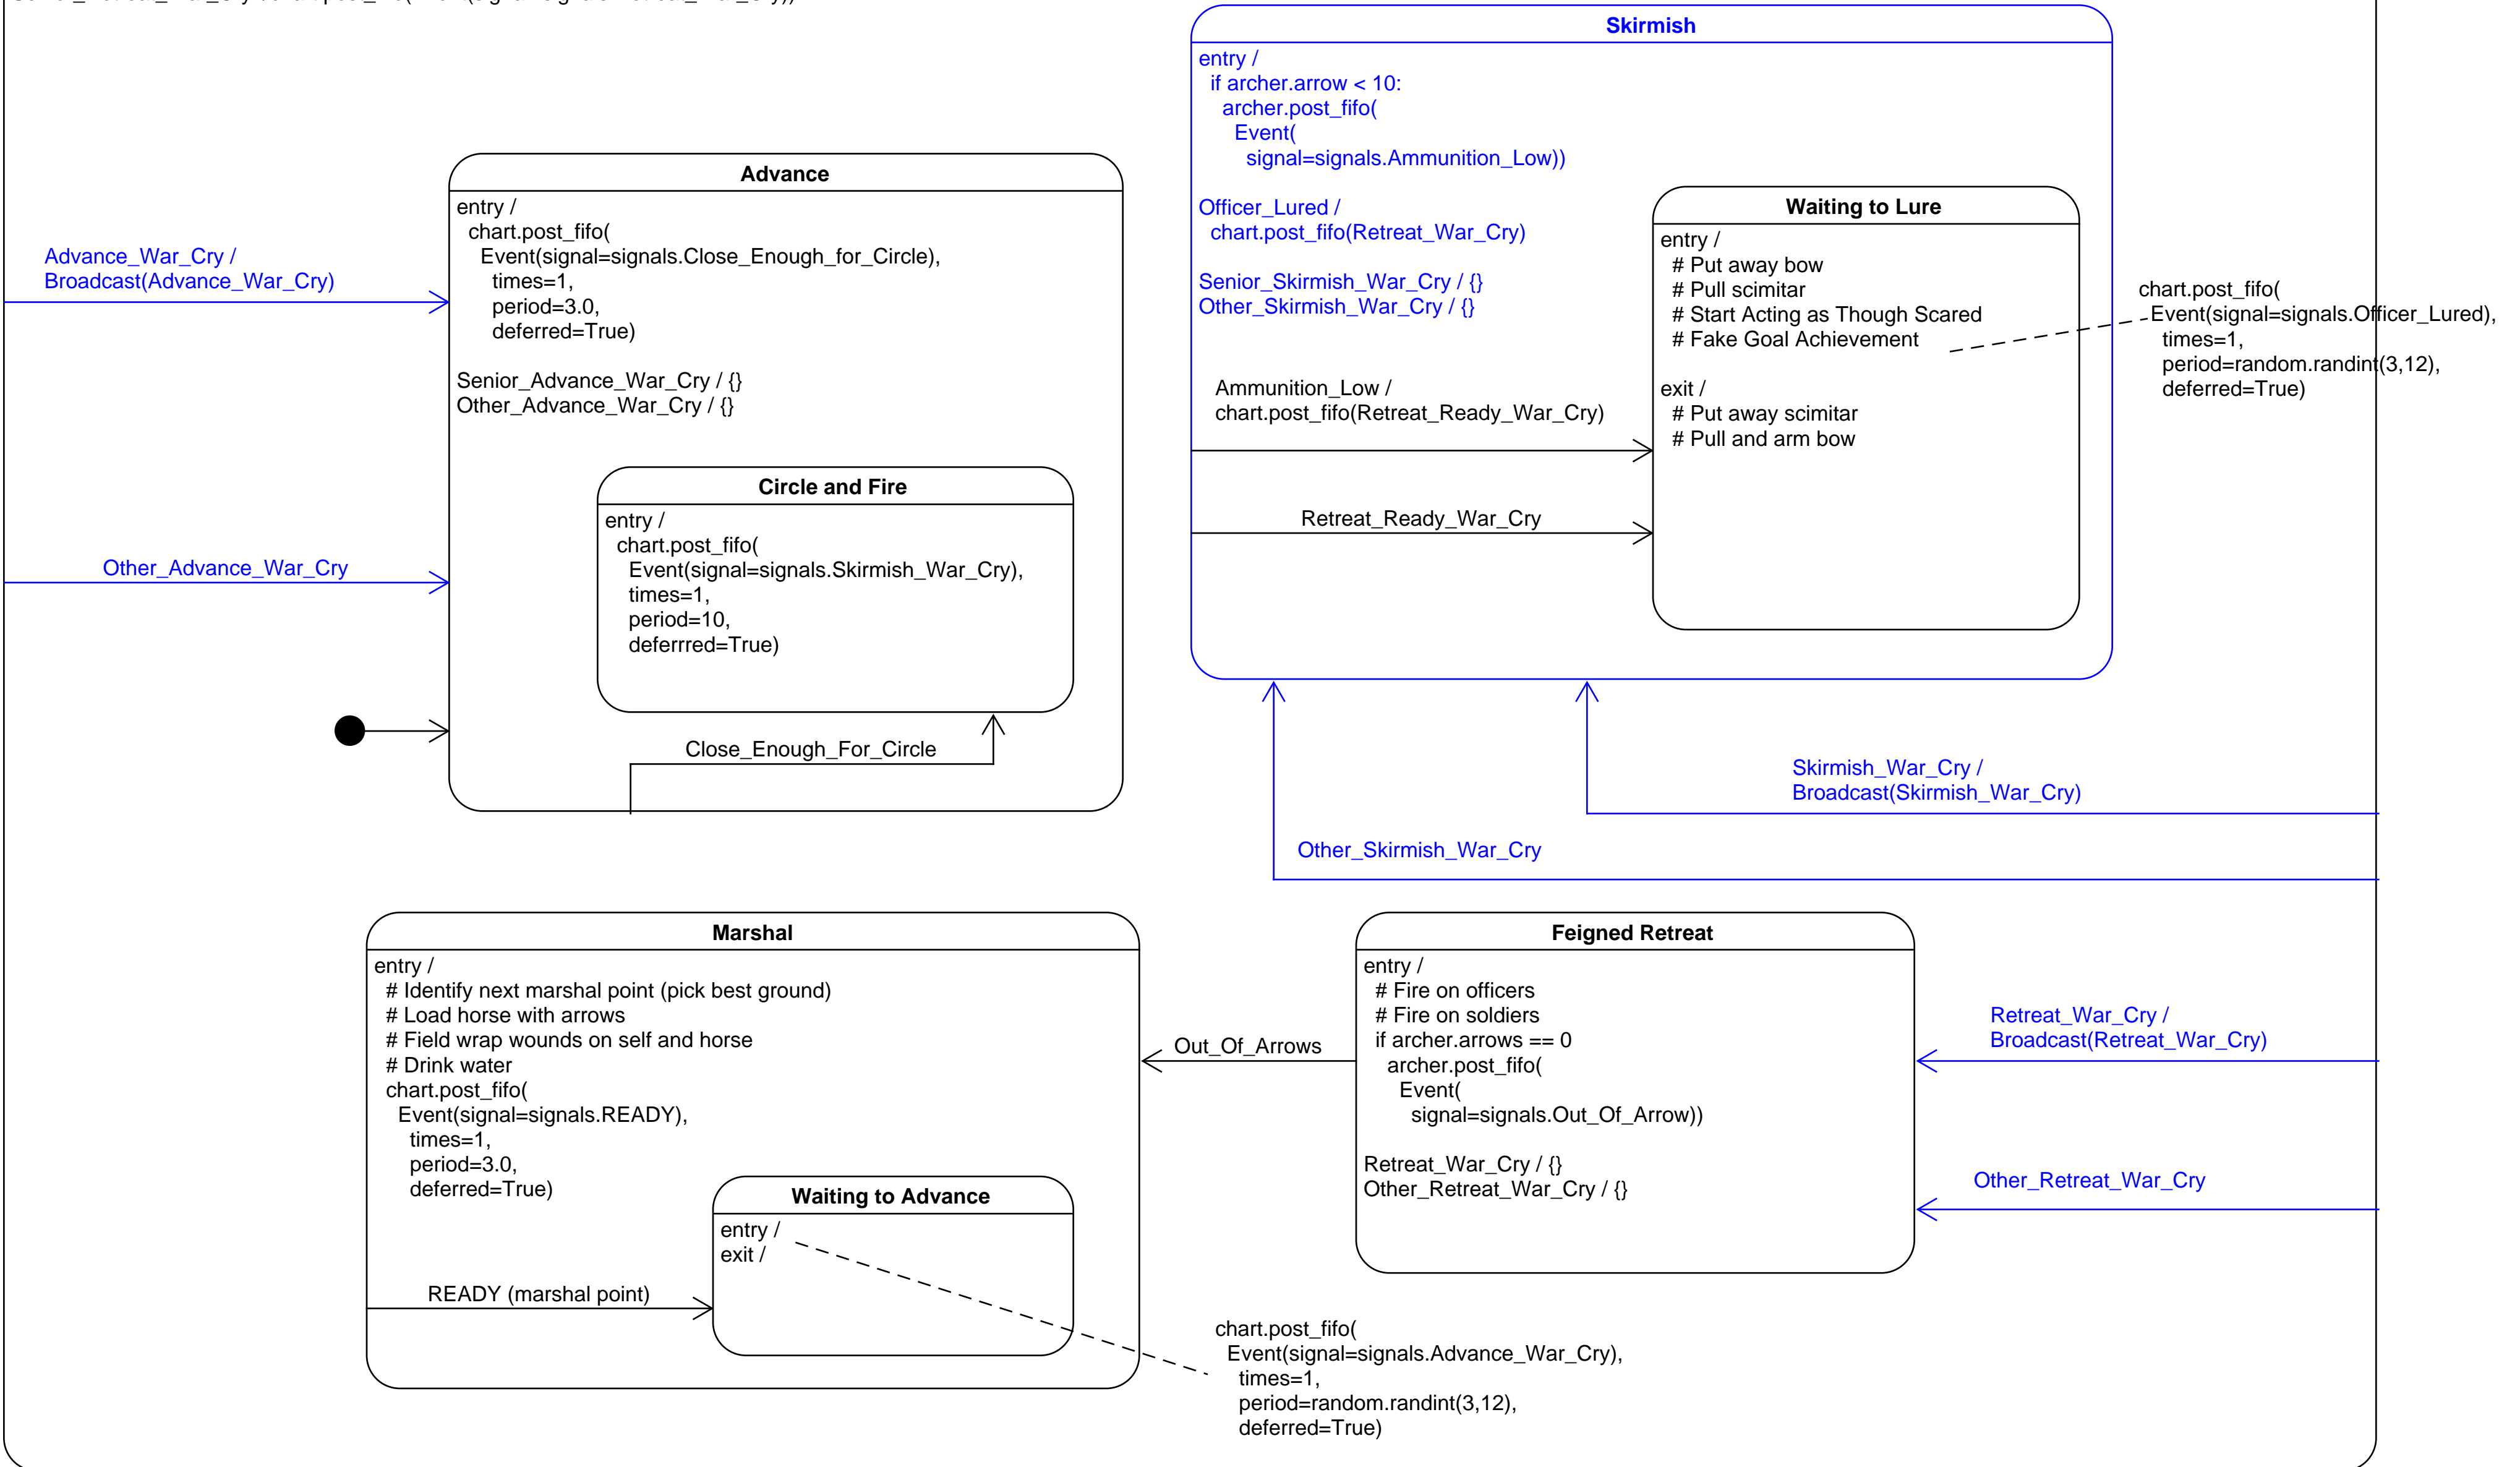 Skirmish
entry /
if archer.arrow < 10:
archer.post_fifo(
Event(
signal=signals.Ammunition_Low))
Officer_Lured /
chart.post_fifo(Retreat_War_Cry)
Senior_Skirmish_War_Cry / {}
Other_Skirmish_War_Cry / {}
Ammunition_Low /
chart.post_fifo(Retreat_Ready_War_Cry)
Retreat_Ready_War_Cry
Waiting to Lure
entry /
# Put away bow
# Pull scimitar
# Start Acting as Though Scared
# Fake Goal Achievement
exit /
# Put away scimitar
# Pull and arm bow
chart.post_fifo(
Event(signal=signals.Officer_Lured),
times=1,
period=random.randint(3,12),
deferred=True)
Advance_War_Cry /
Broadcast(Advance_War_Cry)
Other_Advance_War_Cry
Advance
entry /
chart.post_fifo(
Event(signal=signals.Close_Enough_for_Circle),
times=1,
period=3.0,
deferred=True)
Senior_Advance_War_Cry / {}
Other_Advance_War_Cry / {}
Circle and Fire
entry /
chart.post_fifo(
Event(signal=signals.Skirmish_War_Cry),
times=1,
period=10,
deferrred=True)
Close_Enough_For_Circle
Skirmish_War_Cry /
Broadcast(Skirmish_War_Cry)
Other_Skirmish_War_Cry
Marshal
entry /
# Identify next marshal point (pick best ground)
# Load horse with arrows
# Field wrap wounds on self and horse
# Drink water
chart.post_fifo(
Event(signal=signals.READY),
times=1,
period=3.0,
deferred=True)
READY (marshal point)
Waiting to Advance
entry /
exit /
chart.post_fifo(
Event(signal=signals.Advance_War_Cry),
times=1,
period=random.randint(3,12),
deferred=True)
Out_Of_Arrows
Feigned Retreat
entry /
# Fire on officers
# Fire on soldiers
if archer.arrows == 0
archer.post_fifo(
Event(
signal=signals.Out_Of_Arrow))
Retreat_War_Cry / {}
Other_Retreat_War_Cry / {}
Retreat_War_Cry /
Broadcast(Retreat_War_Cry)
Other_Retreat_War_Cry